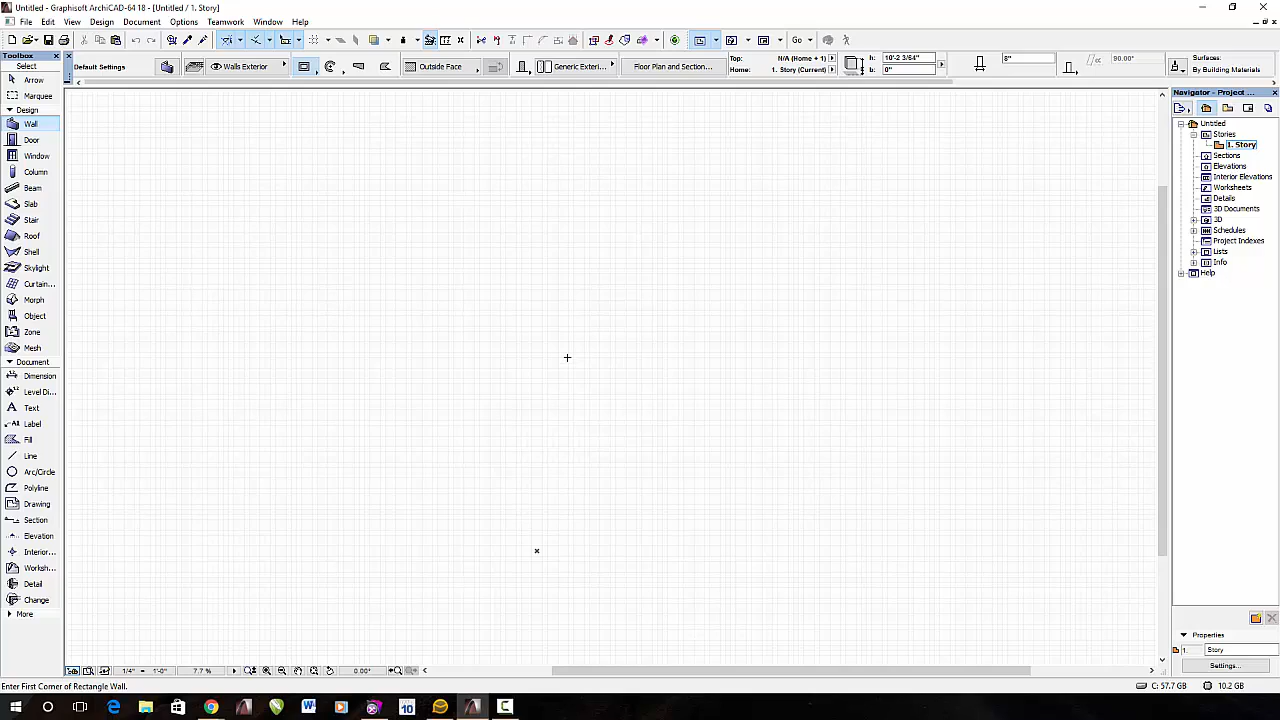 Untitled - Graphisoft ArchiCAD-64 18 - [Untitled / 1. Story]
File Edit View Design Document Options Teamwork Window Help
Go
Toolbox
Select
Arrow
Marquee
Design
Wall
Door
Window
Column
Beam
Slab
Stair
Roof
Shell
Skylight
Curtain...
Morph
Object
Zone
Mesh
Document
Dimension
Level Di...
Text
Label
Fill
Line
Arc/Circle
Polyline
Drawing
Section
Elevation
Interior...
Worksh...
Detail
Change
More
Default Settings
Walls Exterior
Outside Face
Generic Exteri...
Floor Plan and Section...
Top: N/A (Home + 1)
Home: 1. Story (Current)
h: 10'-2 3/64"
b: 0"
8"
90.00°
Surfaces:
By Building Materials
Navigator - Project ...
Untitled
Stories
1. Story
Sections
Elevations
Interior Elevations
Worksheets
Details
3D Documents
3D
Schedules
Project Indexes
Lists
Info
Help
Properties
1. Story
Settings...
1/4" = 1'-0" 7.7 % 0.00°
Enter First Corner of Rectangle Wall.
C: 57.7 GB 10.2 GB
10